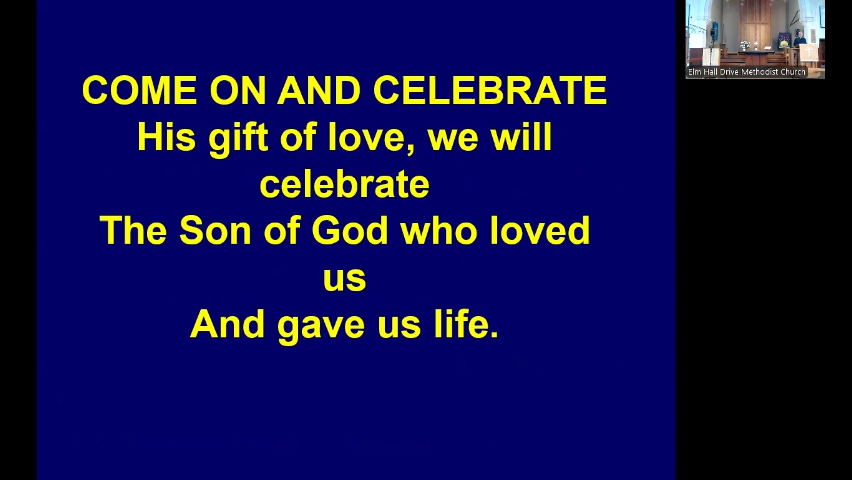 COME ON AND CELEBRATE
His gift of love, we will
celebrate
The Son of God who loved
us
And gave us life.
Elm Hall Drive Methodist Church